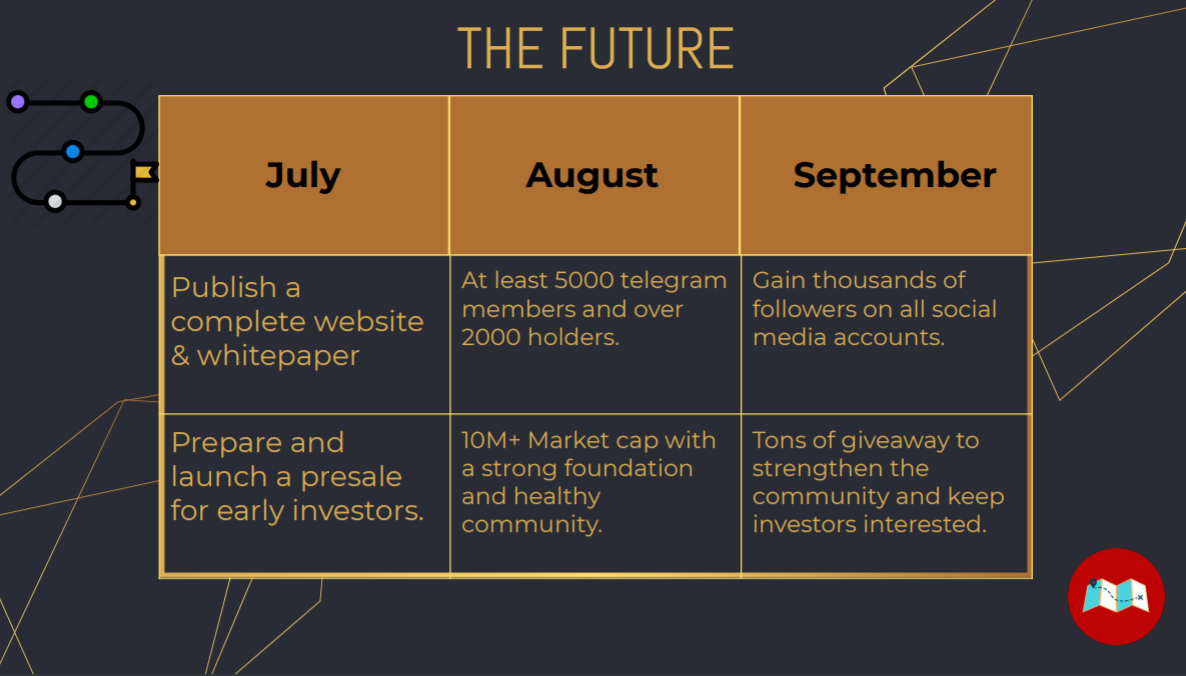 THE FUTURE
July
August
September
Publish a
complete website
& whitepaper
At least 5000 telegram
members and over
2000 holders.
Gain thousands of
followers on all social
media accounts.
Prepare and
launch a presale
for early investors.
10M+ Market cap with
a strong foundation
and healthy
community.
Tons of giveaway to
strengthen the
community and keep
investors interested.